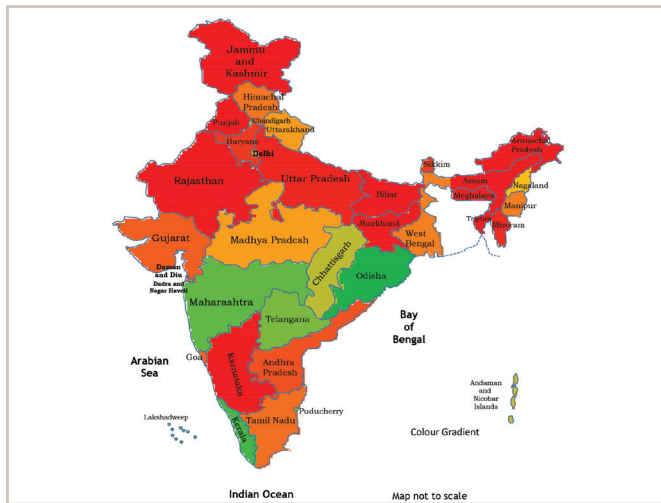 Jammu
and
Kashmir
Himachal
Pradesh
Punjab
Chandigarh
Uttarakhand
Haryana
Delhi
Rajasthan
Uttar Pradesh
Bihar
Sikkim
Arunachal
Pradesh
Assam
Nagaland
Meghalaya
Manipur
Tripura
Mizoram
Jharkhand
West
Bengal
Gujarat
Madhya Pradesh
Chhattisgarh
Odisha
Daman
and Diu
Dadra and
Nagar Haveli
Maharashtra
Telangana
Bay
of
Bengal
Arabian
Sea
Goa
Karnataka
Andhra
Pradesh
Andaman
and
Nicobar
Islands
Lakshadweep
Kerala
Tamil Nadu
Puducherry
Colour Gradient
Indian Ocean
Map not to scale